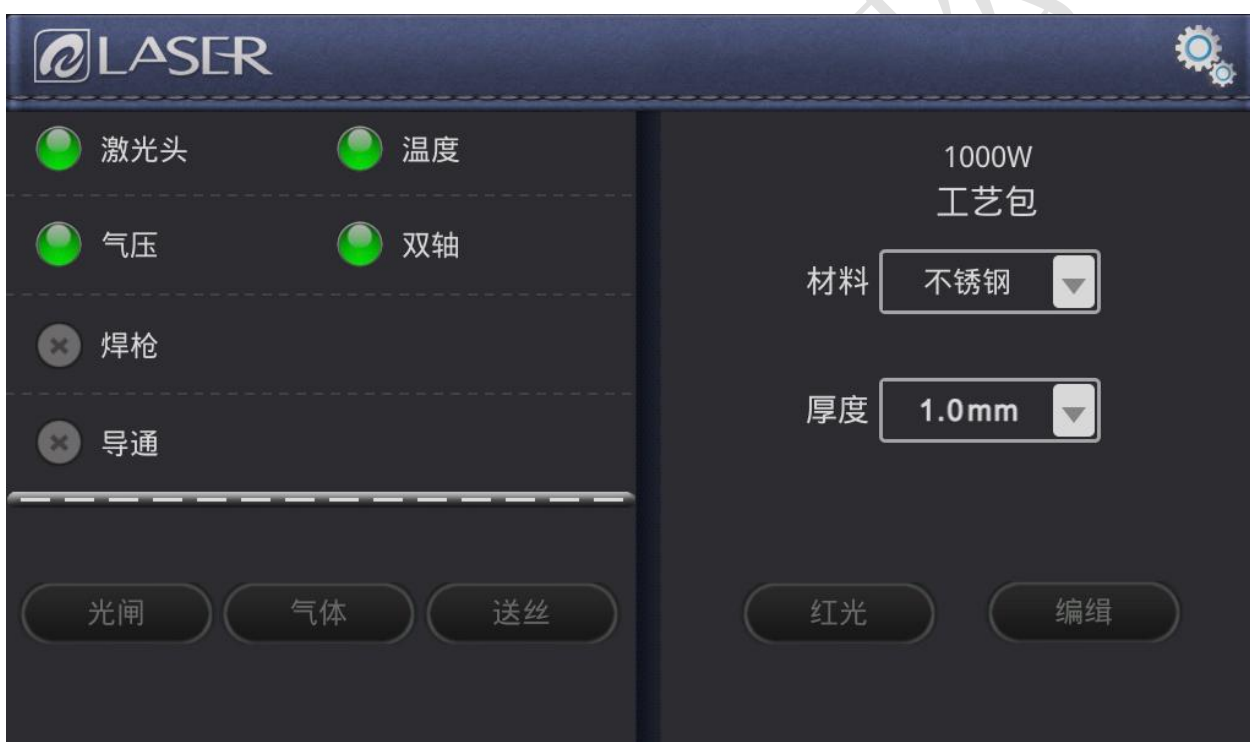 LASER
激光头 温度
气压 双轴
焊枪
导通
光闸 气体 送丝
1000W
工艺包
材料 不锈钢
厚度 1.0mm
红光 编缉